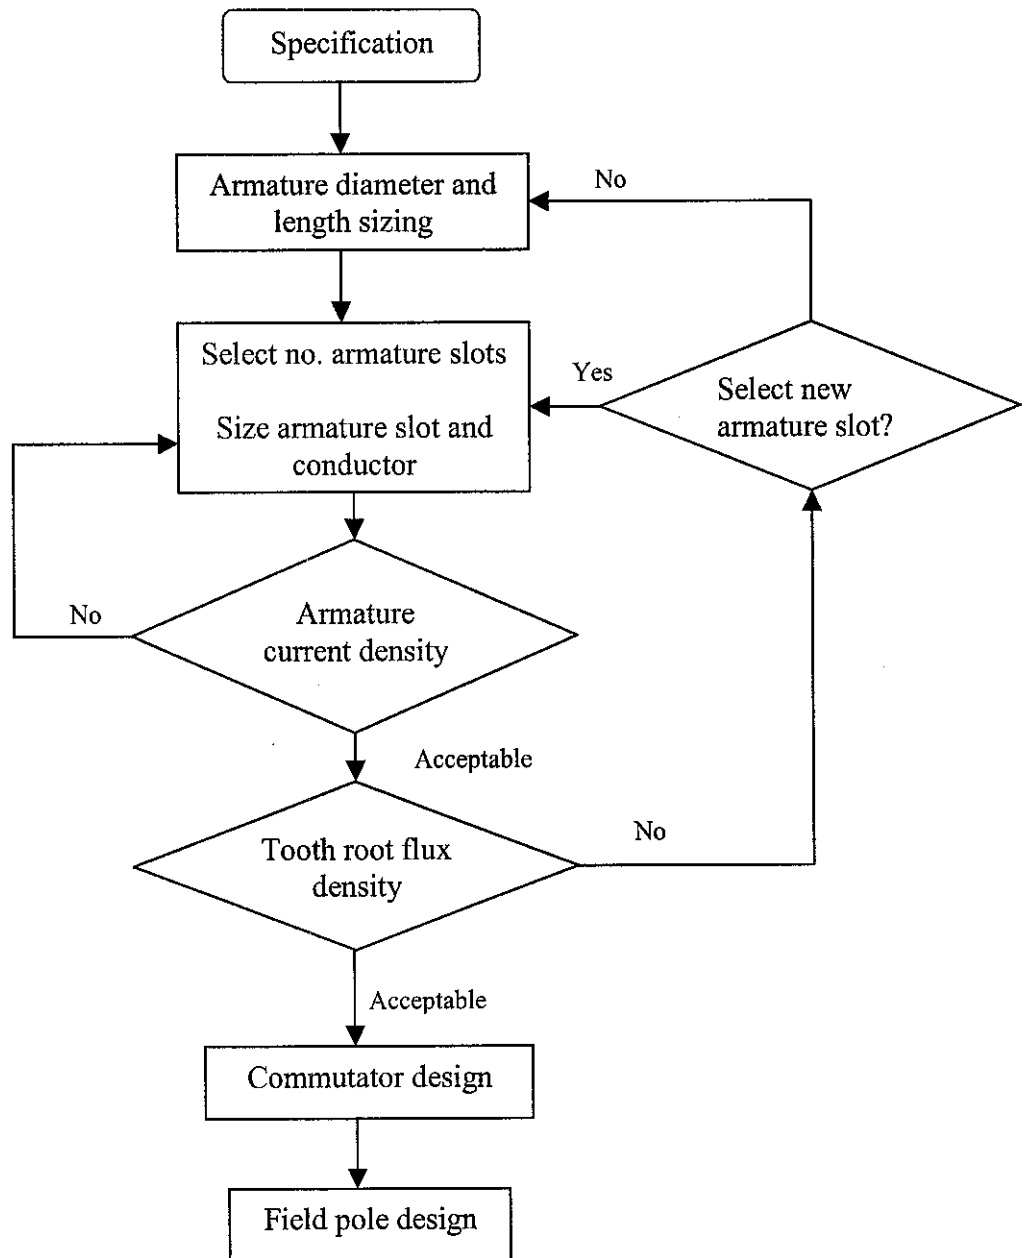 Specification
Armature diameter and
length sizing
No
Select no. armature slots
Size armature slot and
conductor
Yes
Select new
armature slot?
No
Armature
current density
Acceptable
Tooth root flux
density
No
Acceptable
Commutator design
Field pole design